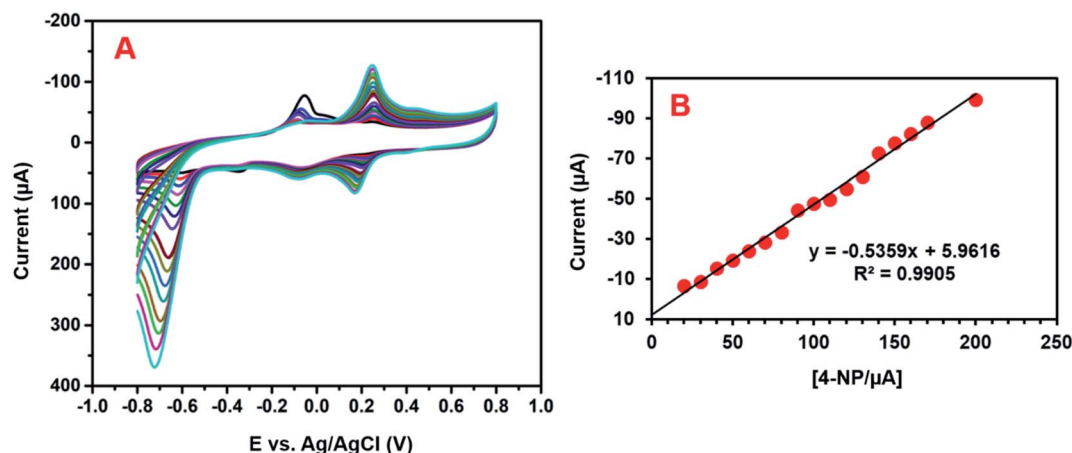 A
-200
-100
0
100
200
300
400
-1.0 -0.8 -0.6 -0.4 -0.2 0.0 0.2 0.4 0.6 0.8 1.0
Current (µA)
E vs. Ag/AgCl (V)
B
-110
-90
-70
-50
-30
-10
10
0 50 100 150 200 250
Current (µA)
y = -0.5359x + 5.9616
R² = 0.9905
[4-NP/µA]